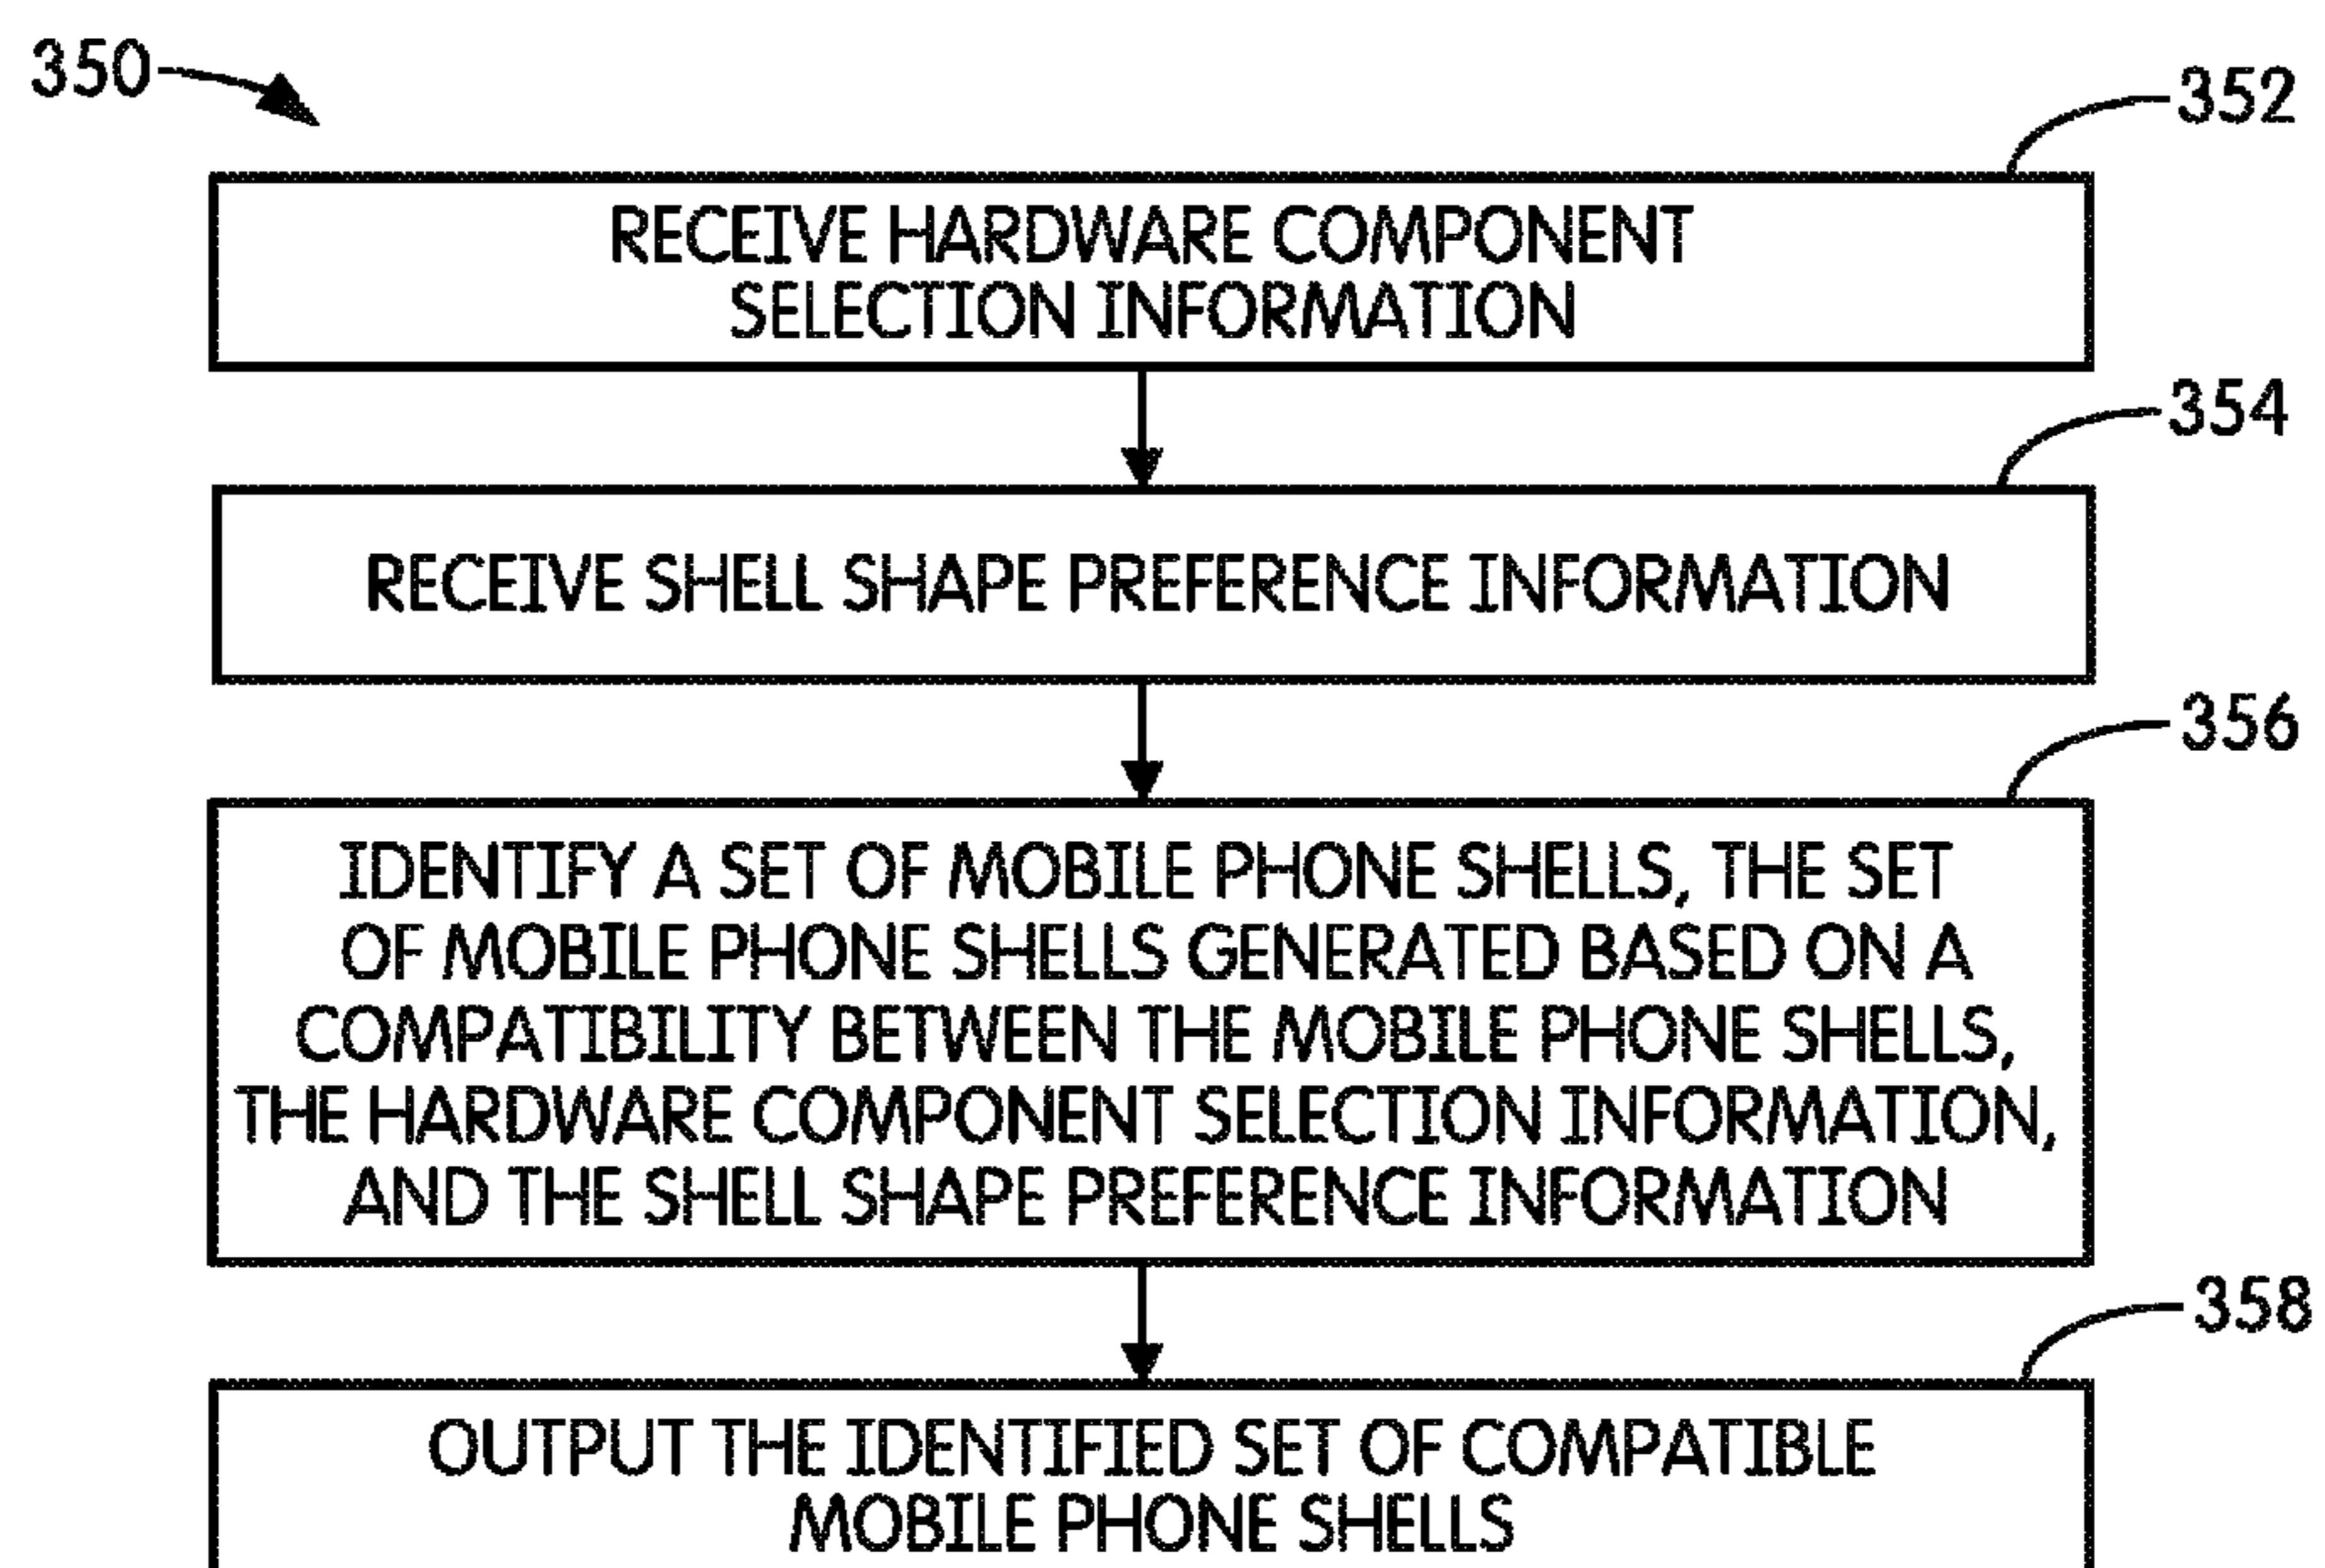 350
352
RECEIVE HARDWARE COMPONENT
SELECTION INFORMATION
354
RECEIVE SHELL SHAPE PREFERENCE INFORMATION
356
IDENTIFY A SET OF MOBILE PHONE SHELLS, THE SET
OF MOBILE PHONE SHELLS GENERATED BASED ON A
COMPATIBILITY BETWEEN THE MOBILE PHONE SHELLS,
THE HARDWARE COMPONENT SELECTION INFORMATION,
AND THE SHELL SHAPE PREFERENCE INFORMATION
358
OUTPUT THE IDENTIFIED SET OF COMPATIBLE
MOBILE PHONE SHELLS